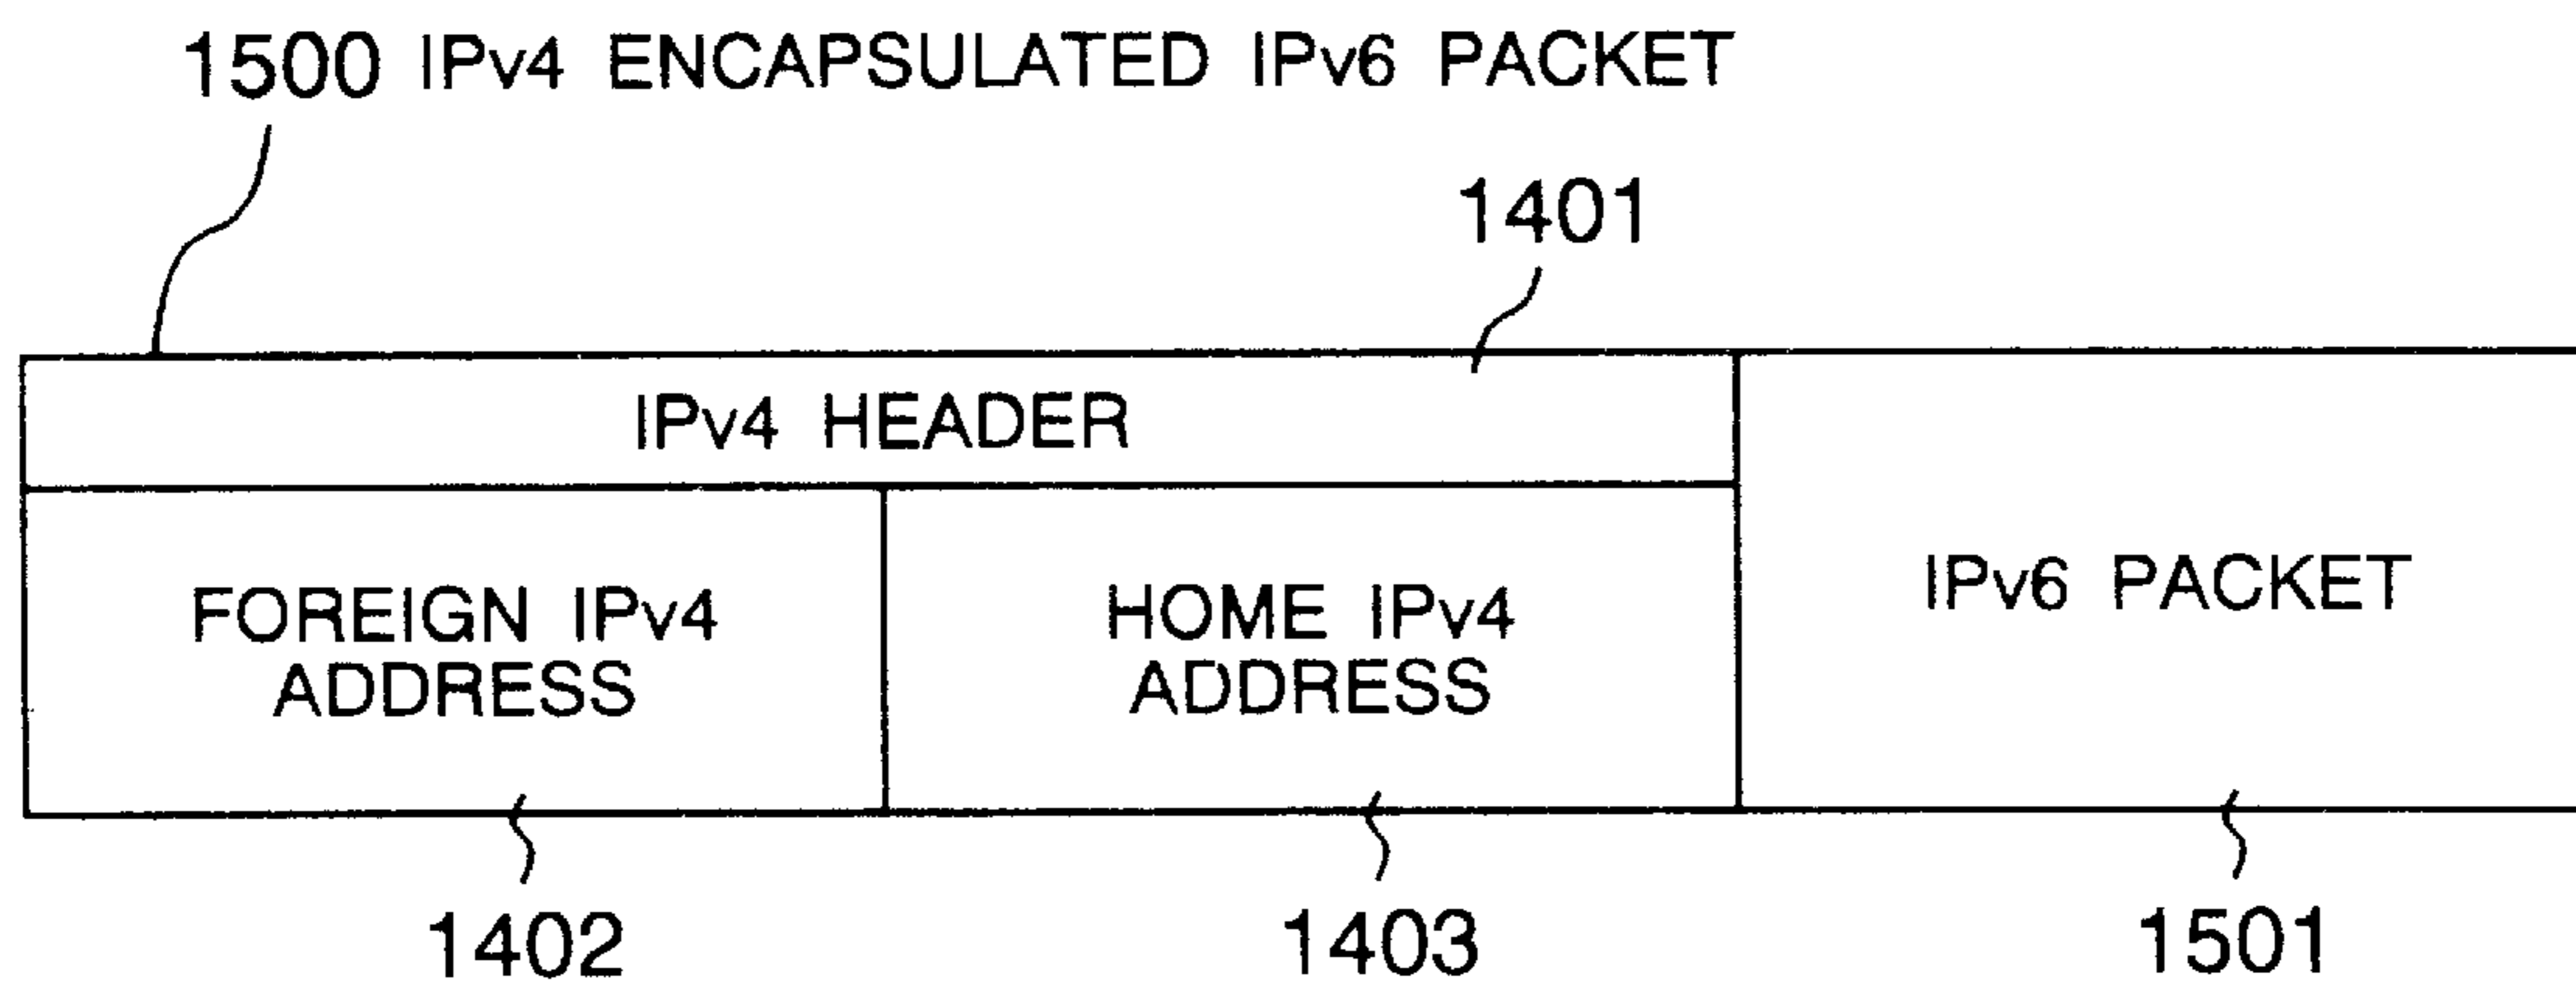 1500 IPv4 ENCAPSULATED IPv6 PACKET
1401
IPv4 HEADER
FOREIGN IPv4
ADDRESS
HOME IPv4
ADDRESS
IPv6 PACKET
1402
1403
1501